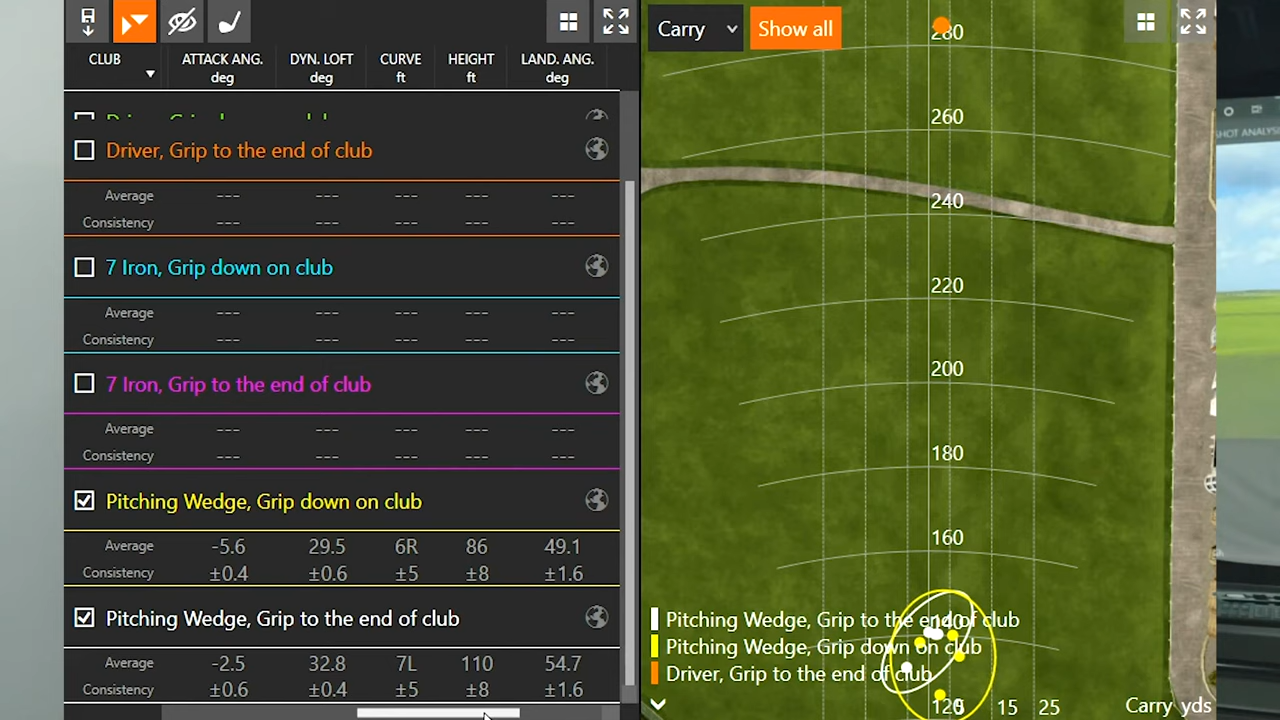 CLUB ATTACK ANG. DYN. LOFT CURVE HEIGHT LAND. ANG.
deg deg ft ft deg
Driver, Grip to the end of club
Average --- --- --- --- ---
Consistency --- --- --- --- ---
7 Iron, Grip down on club
Average --- --- --- --- ---
Consistency --- --- --- --- ---
7 Iron, Grip to the end of club
Average --- --- --- --- ---
Consistency --- --- --- --- ---
Pitching Wedge, Grip down on club
Average -5.6 29.5 6R 86 49.1
Consistency ±0.4 ±0.6 ±5 ±8 ±1.6
Pitching Wedge, Grip to the end of club
Average -2.5 32.8 7L 110 54.7
Consistency ±0.6 ±0.4 ±5 ±8 ±1.6
Carry Show all
280
260
240
220
200
180
160
140
Pitching Wedge, Grip to the end of club
Pitching Wedge, Grip down on club
Driver, Grip to the end of club
120 15 25 Carry yds
SHOT ANALYSI